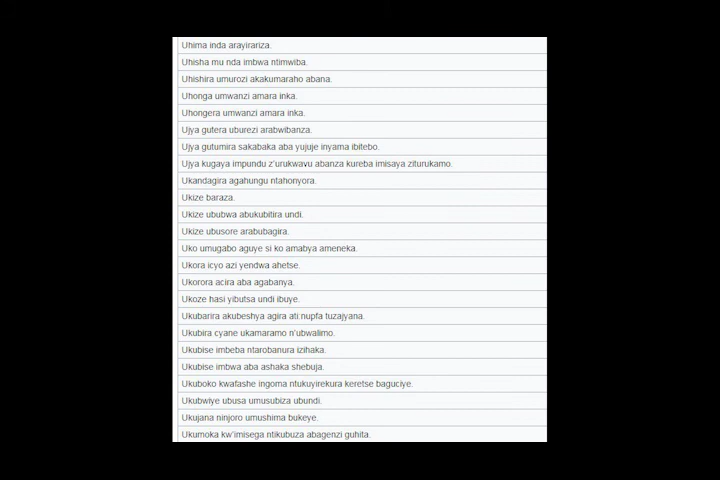 Uhima inda arayirariza.
Uhisha mu nda imbwa ntimwiba.
Uhishira umurozi akakumaraho abana.
Uhonga umwanzi amara inka.
Uhongera umwanzi amara inka.
Ujya gutera uburezi arabwibanza.
Ujya gutumira sakabaka aba yujuje inyama ibitebo.
Ujya kugaya impundu z'urukwavu abanza kureba imisaya ziturukamo.
Ukandagira agahungu ntahonyora.
Ukize baraza.
Ukize ububwa abukubitira undi.
Ukize ubusore arabubagira.
Uko umugabo aguye si ko amabya ameneka.
Ukora icyo azi yendwa ahetse.
Ukorora acira aba agabanya.
Ukoze hasi yibutsa undi ibuye.
Ukubarira akubeshya agira ati:nupfa tuzajyana.
Ukubira cyane ukamaramo n'ubwalimo.
Ukubise imbeba ntarobanura izihaka.
Ukubise imbwa aba ashaka shebuja.
Ukuboko kwafashe ingoma ntukuyirekura keretse baguciye.
Ukubwiye ubusa umusubiza ubundi.
Ukujana ninjoro umushima bukeye.
Ukumoka kw'imisega ntikubuza abagenzi guhita.